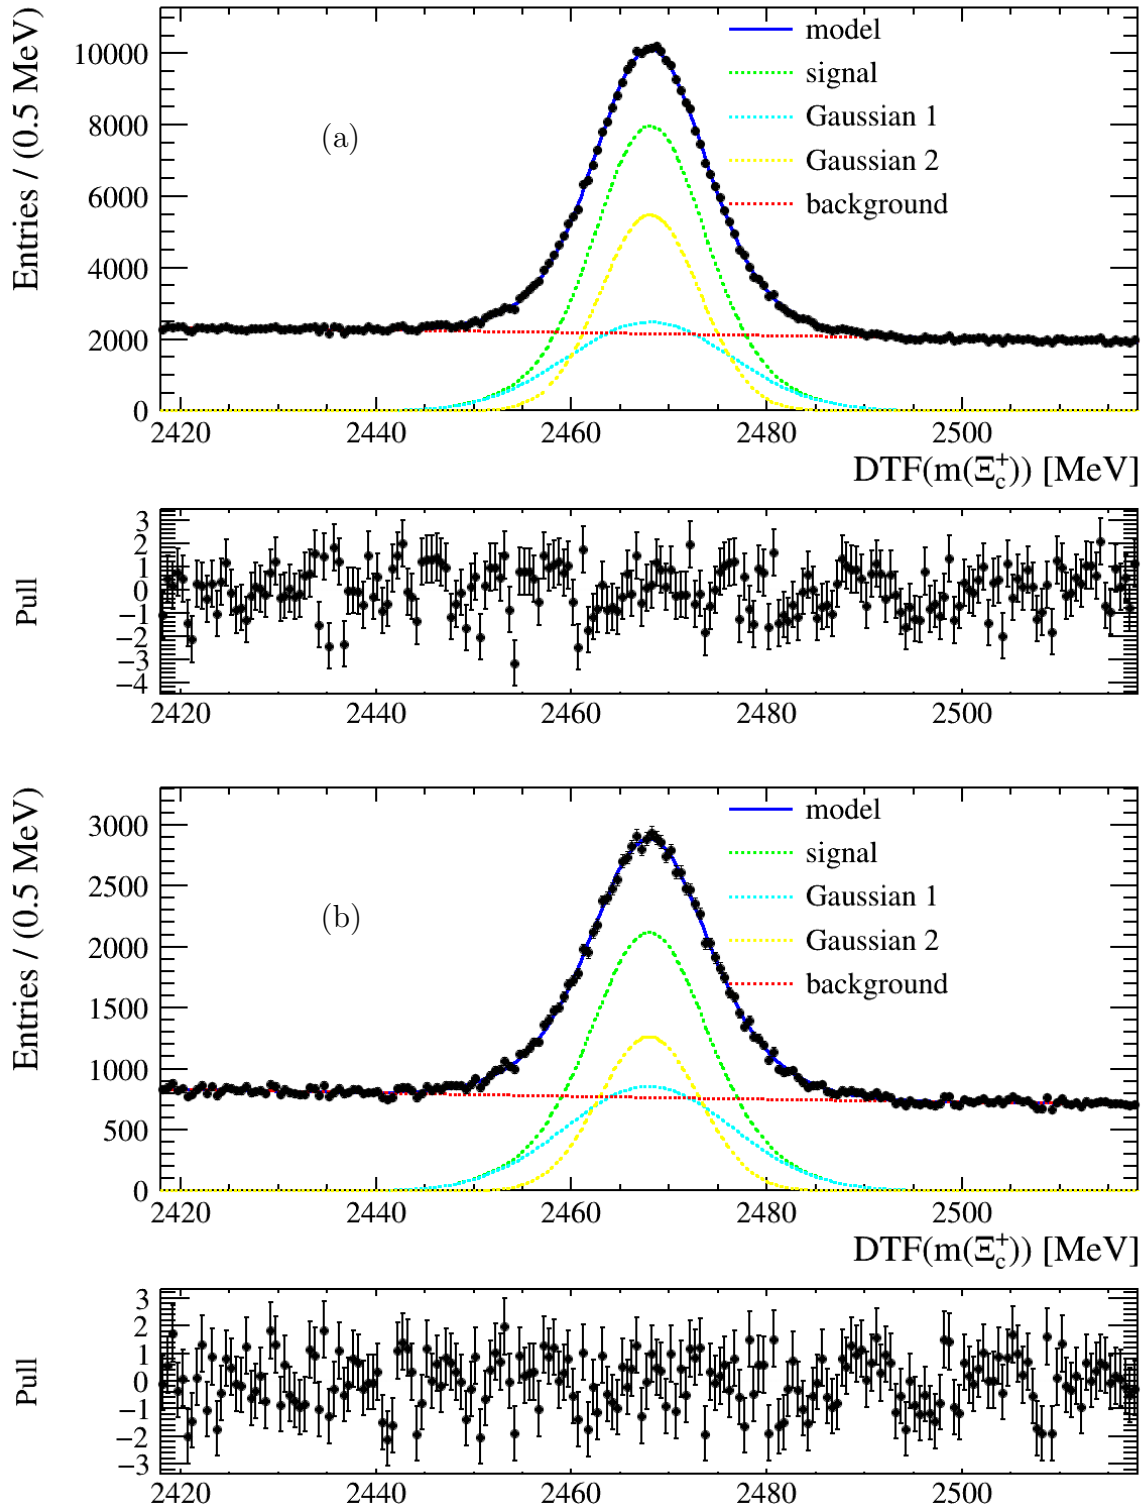 Entries / (0.5 MeV)
10000
8000
6000
4000
2000
0
(a)
model
signal
Gaussian 1
Gaussian 2
background
2420 2440 2460 2480 2500
DTF(m(Ξc+)) [MeV]
Pull
3
2
1
0
−1
−2
−3
−4
2420 2440 2460 2480 2500
Entries / (0.5 MeV)
3000
2500
2000
1500
1000
500
0
(b)
model
signal
Gaussian 1
Gaussian 2
background
2420 2440 2460 2480 2500
DTF(m(Ξc+)) [MeV]
Pull
3
2
1
0
−1
−2
−3
2420 2440 2460 2480 2500